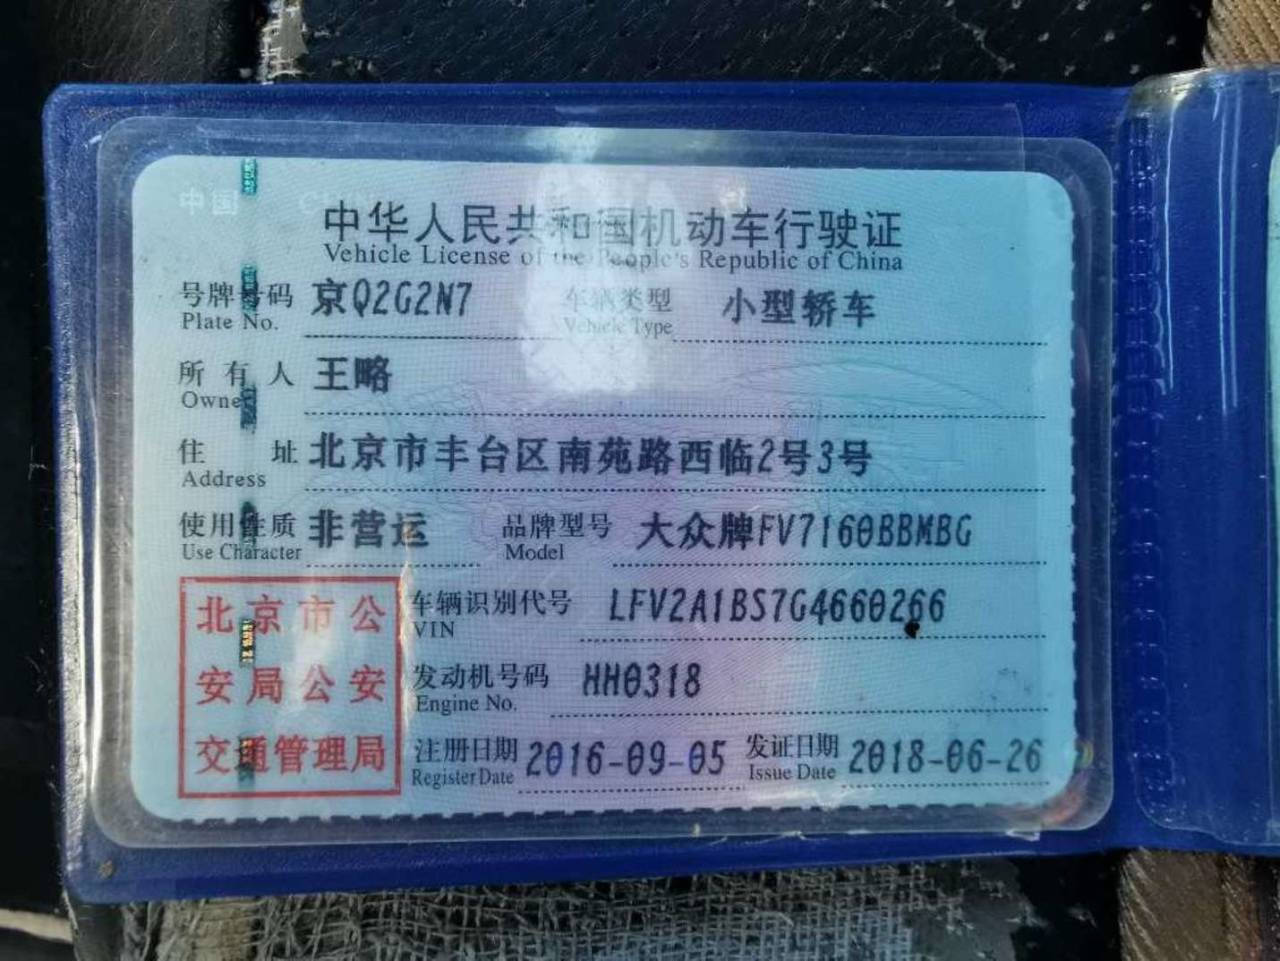 中国
中华人民共和国机动车行驶证
Vehicle License of the People's Republic of China
号牌号码 京Q2G2N7 车辆类型 小型轿车
Plate No. Vehicle Type
所有人 王略
Owner
住址 北京市丰台区南苑路西临2号3号
Address
使用性质 非营运 品牌型号 大众牌FV7160BBMBG
Use Character Model
北京市公
安局公安
交通管理局
车辆识别代号 LFV2A1BS7G4660266
VIN
发动机号码 HH0318
Engine No.
注册日期 2016-09-05 发证日期 2018-06-26
Register Date Issue Date